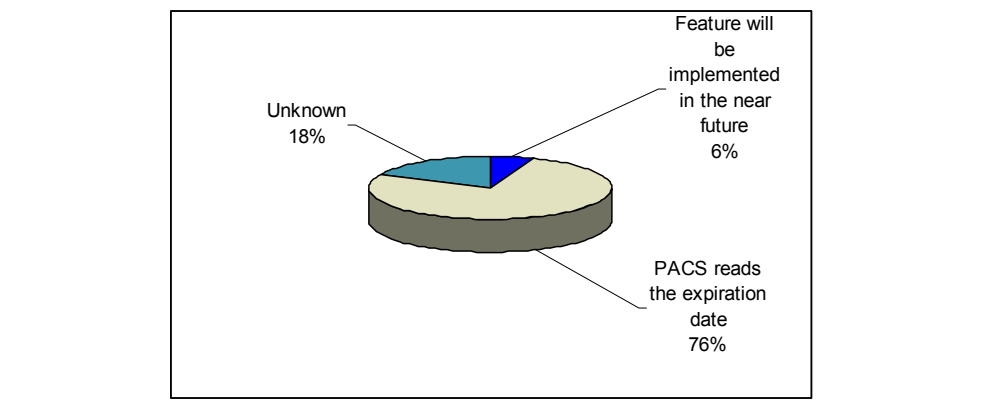 Feature will
be
implemented
in the near
future
6%
Unknown
18%
PACS reads
the expiration
date
76%